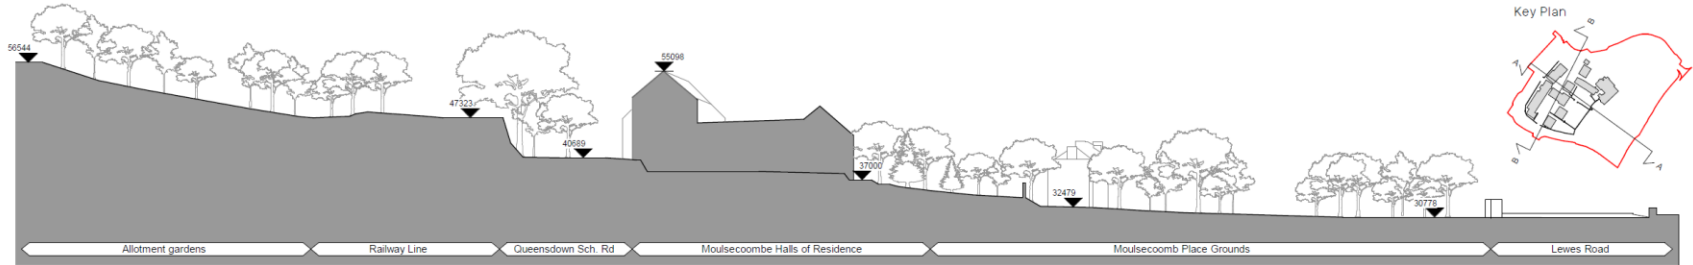 Key Plan
B
A
A
B
56544
47323
40689
55098
37000
32479
30778
Allotment gardens
Railway Line
Queensdown Sch. Rd
Moulsecoombe Halls of Residence
Moulsecoomb Place Grounds
Lewes Road